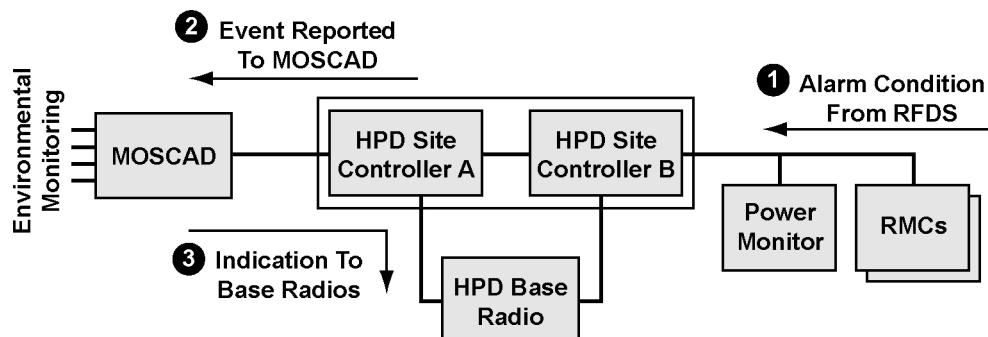 2 Event Reported
To MOSCAD
1 Alarm Condition
From RFDS
Environmental
Monitoring
MOSCAD
HPD Site
Controller A
HPD Site
Controller B
Power
Monitor
RMCs
3 Indication To
Base Radios
HPD Base
Radio